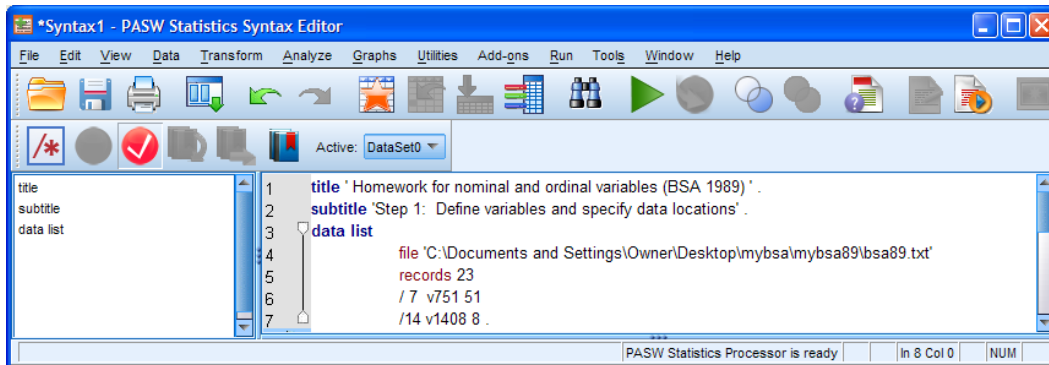 *Syntax1 - PASW Statistics Syntax Editor
File Edit View Data Transform Analyze Graphs Utilities Add-ons Run Tools Window Help
Active: DataSet0
title
subtitle
data list
1 title ' Homework for nominal and ordinal variables (BSA 1989) ' .
2 subtitle 'Step 1: Define variables and specify data locations' .
3 data list
4 file 'C:\Documents and Settings\Owner\Desktop\mybsa\mybsa89\bsa89.txt'
5 records 23
6 / 7 v751 51
7 /14 v1408 8 .
PASW Statistics Processor is ready In 8 Col 0 NUM